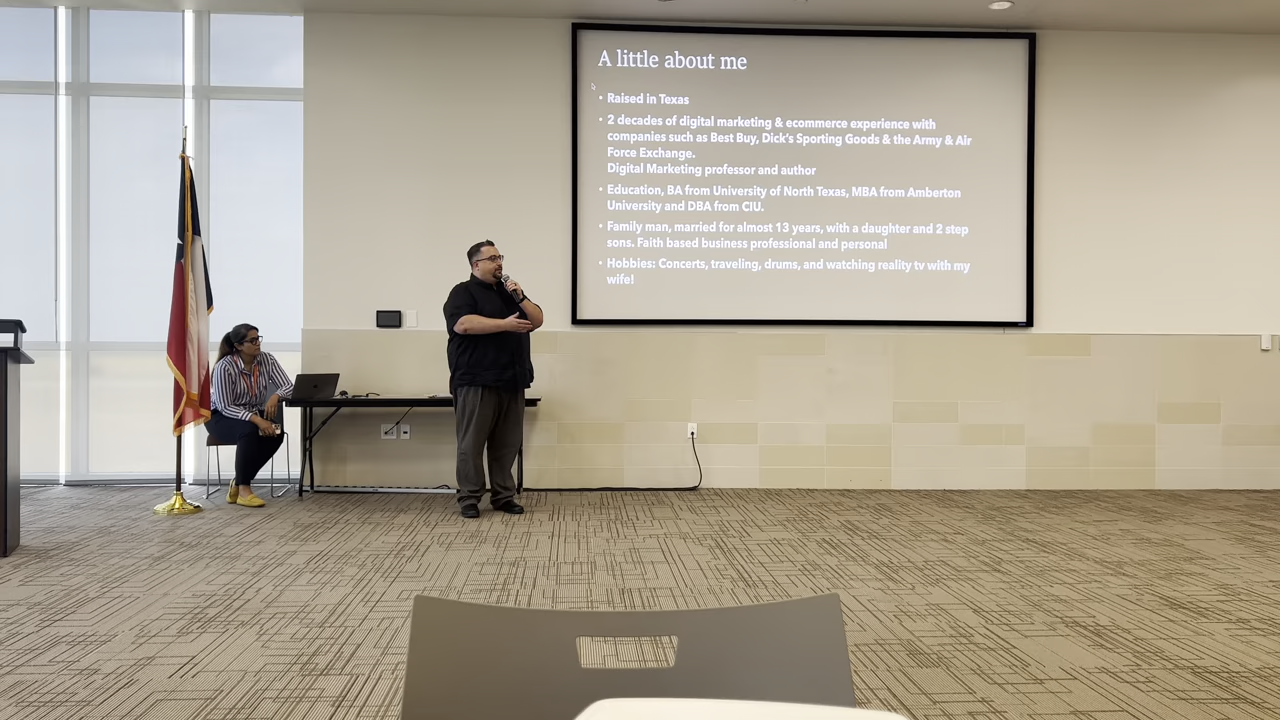 A little about me
• Raised in Texas
• 2 decades of digital marketing & ecommerce experience with
companies such as Best Buy, Dick's Sporting Goods & the Army & Air
Force Exchange.
Digital Marketing professor and author
• Education, BA from University of North Texas, MBA from Amberton
University and DBA from CIU.
• Family man, married for almost 13 years, with a daughter and 2 step
sons. Faith based business professional and personal
• Hobbies: Concerts, traveling, drums, and watching reality tv with my
wife!